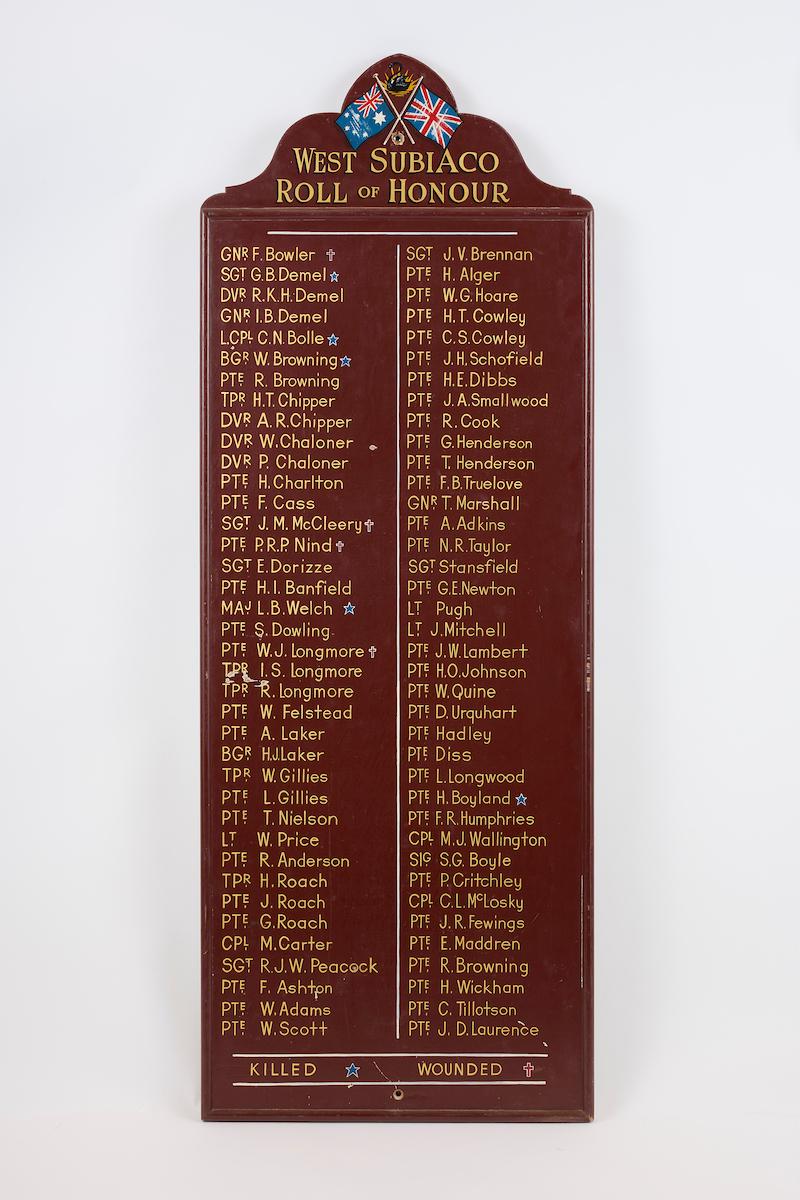 WEST SUBIACO
ROLL OF HONOUR
GNR F. Bowler ✝
SGT G.B. Demel ☆
DVR R.K.H. Demel
GNR I.B. Demel
L.CPL C.N. Bolle ☆
BGR W. Browning ☆
PTE R. Browning
TPR H.T. Chipper
DVR A.R. Chipper
DVR W. Chaloner
DVR P. Chaloner
PTE H. Charlton
PTE F. Cass
SGT J. M. McCleery ✝
PTE P.R.P. Nind ✝
SGT E. Dorizze
PTE H. I. Banfield
MAJ L.B. Welch ☆
PTE S. Dowling
PTE W.J. Longmore ✝
TPR I.S. Longmore
TPR R. Longmore
PTE W. Felstead
PTE A. Laker
BGR H.J. Laker
TPR W. Gillies
PTE L. Gillies
PTE T. Nielson
LT W. Price
PTE R. Anderson
TPR H. Roach
PTE J. Roach
PTE G. Roach
CPL M. Carter
SGT R.J.W. Peacock
PTE F. Ashton
PTE W. Adams
PTE W. Scott
SGT J.V. Brennan
PTE H. Alger
PTE W.G. Hoare
PTE H.T. Cowley
PTE C.S. Cowley
PTE J.H. Schofield
PTE H.E. Dibbs
PTE J.A. Smallwood
PTE R. Cook
PTE G. Henderson
PTE T. Henderson
PTE F.B. Truelove
GNR T. Marshall
PTE A. Adkins
PTE N.R. Taylor
SGT Stansfield
PTE G.E. Newton
LT Pugh
LT J. Mitchell
PTE J.W. Lambert
PTE H.O. Johnson
PTE W. Quine
PTE D. Urquhart
PTE Hadley
PTE Diss
PTE L. Longwood
PTE H. Boyland ☆
PTE F.R. Humphries
CPL M.J. Wallington
SIG S.G. Boyle
PTE P. Critchley
CPL C.L. McLosky
PTE J.R. Fewings
PTE E. Maddren
PTE R. Browning
PTE H. Wickham
PTE C. Tillotson
PTE J. D. Laurence
KILLED ☆ WOUNDED ✝